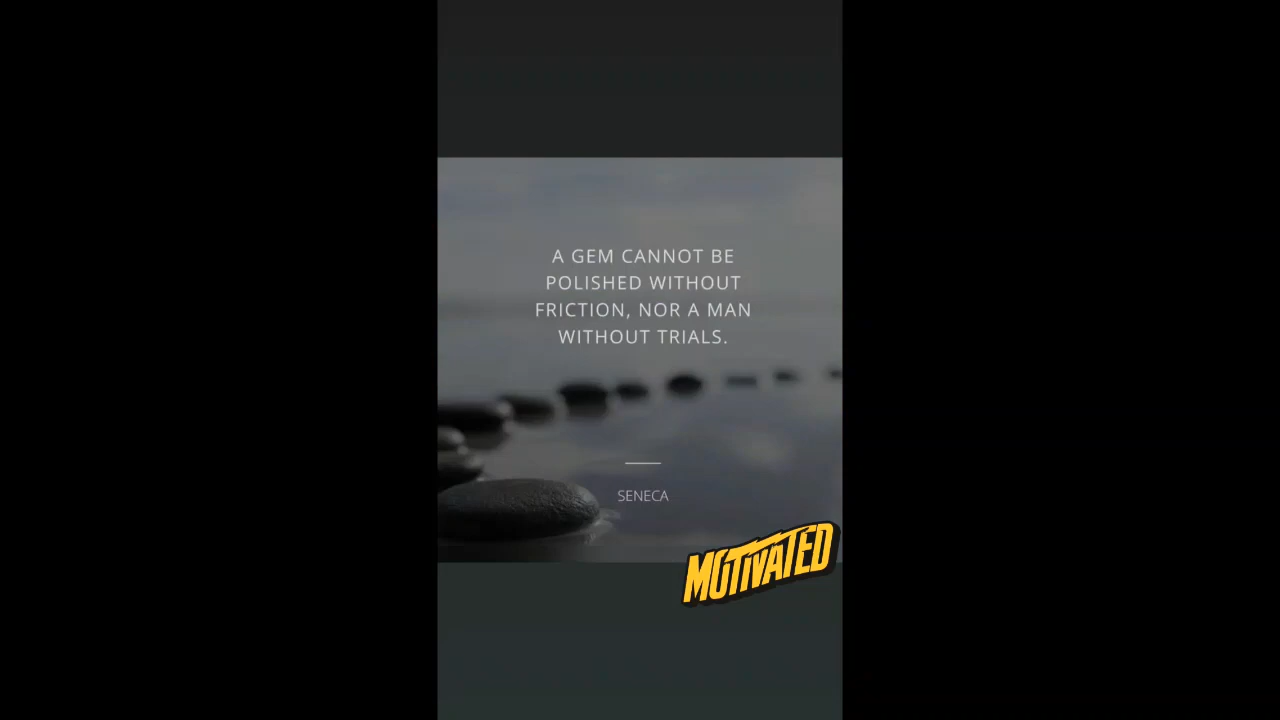 A GEM CANNOT BE
POLISHED WITHOUT
FRICTION, NOR A MAN
WITHOUT TRIALS.
SENECA
MOTIVATED